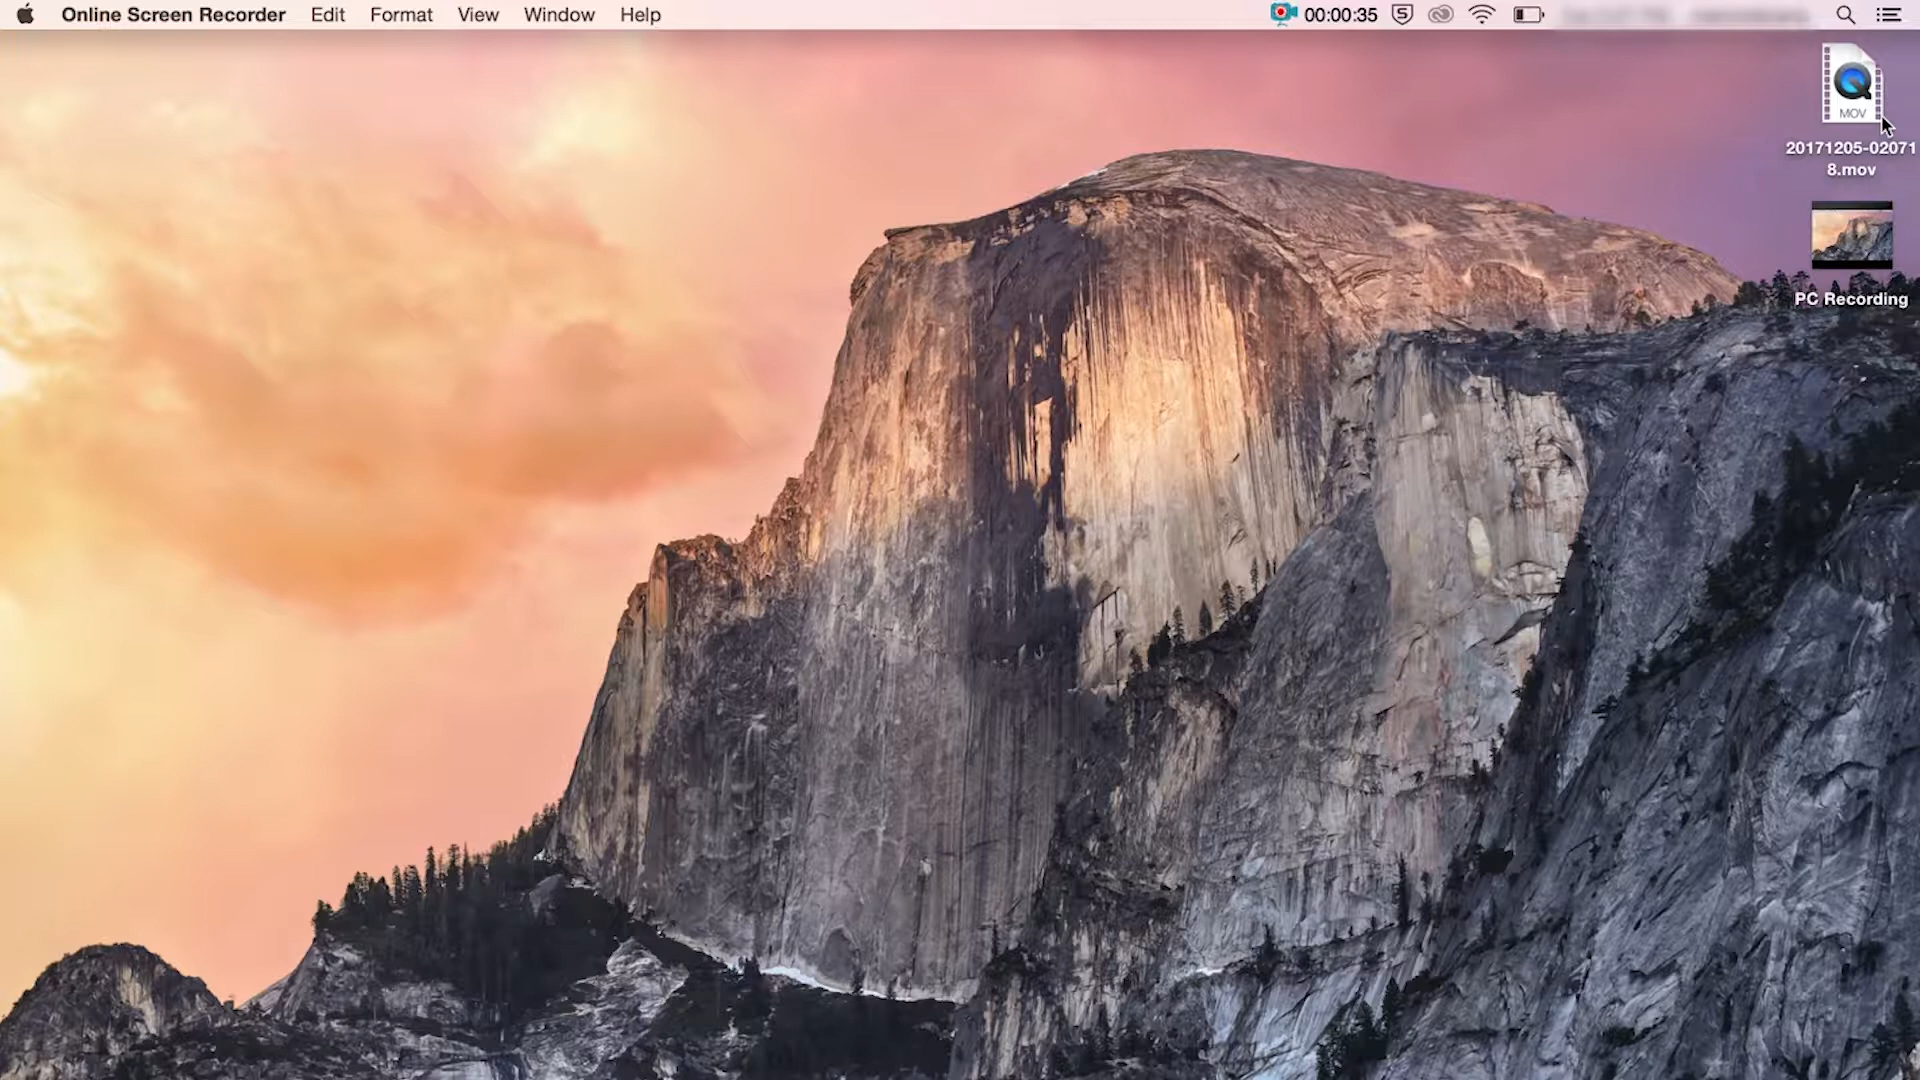 Online Screen Recorder Edit Format View Window Help 00:00:35
MOV
20171205-02071
8.mov
PC Recording